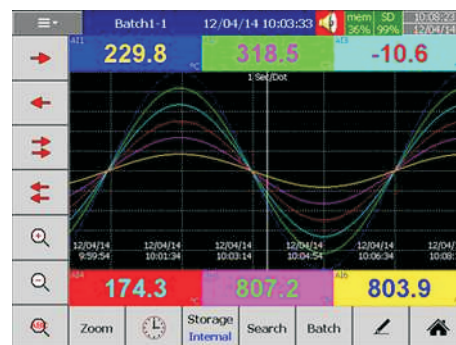 Batch1-1 12/04/14 10:03:33 mem 36% SD 99% 10:08:23 12/04/14
AI1 229.8 °C 318.5 AI3 -10.6 °C
1 Sec/Dot
12/04/14 12/04/14 12/04/14 12/04/14 12/04/14 12/04/
9:59:54 10:01:34 10:03:14 10:04:54 10:06:34 10:08:
AI4 174.3 °C 807.2 AI6 803.9
Zoom Storage Internal Search Batch
ABC